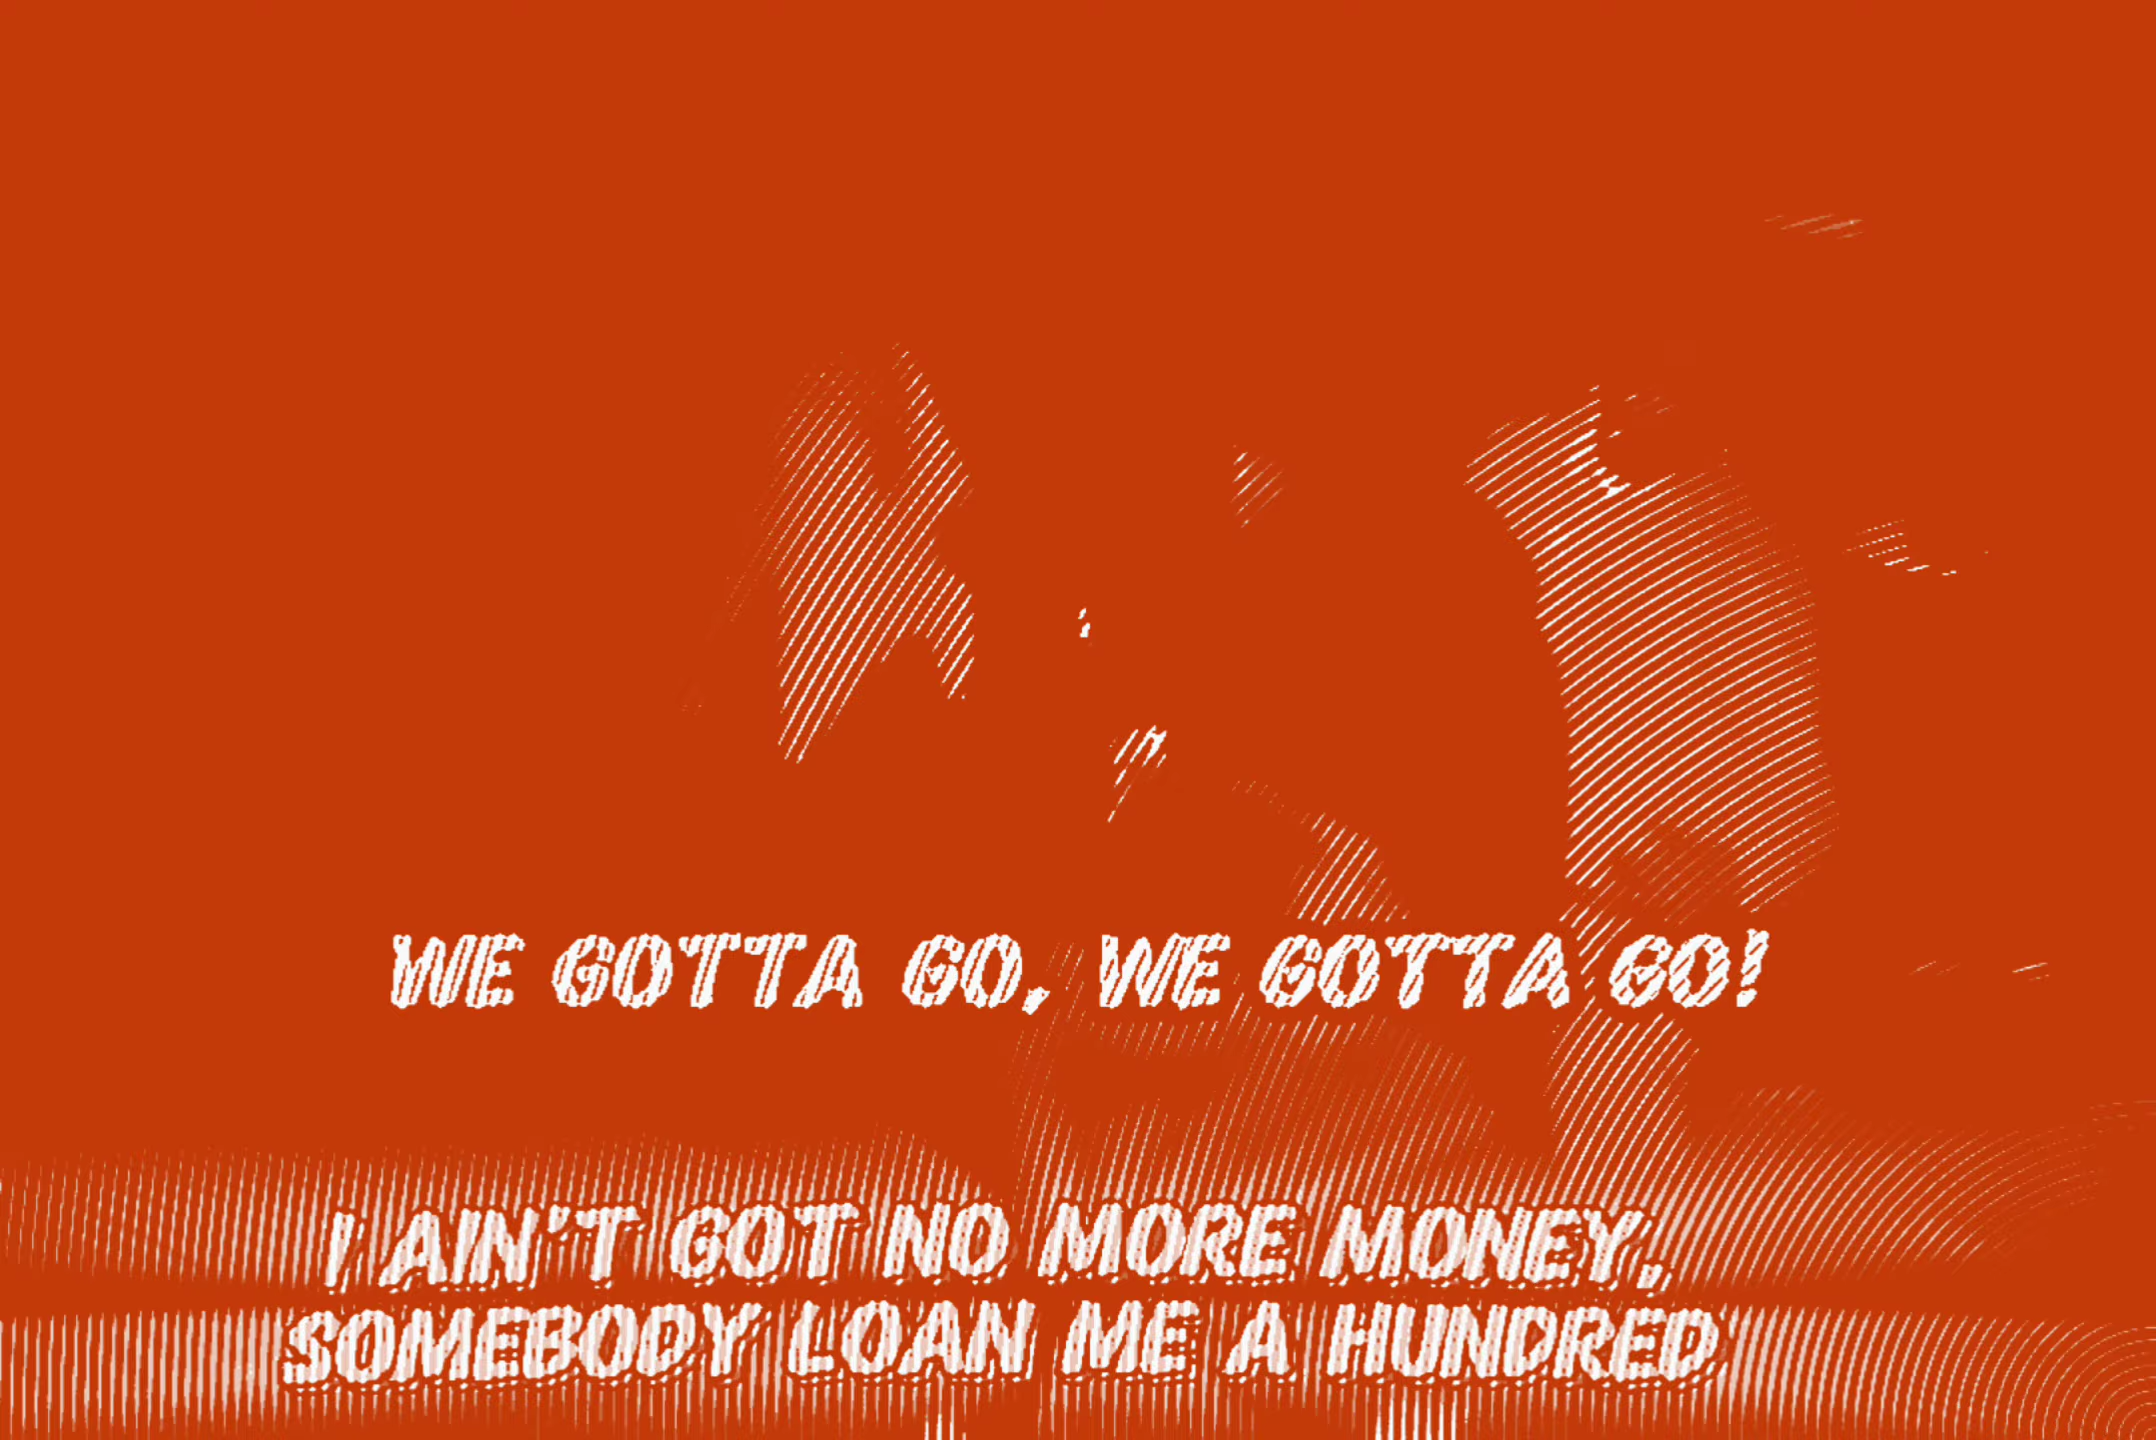 WE GOTTA GO, WE GOTTA GO!
I AIN'T GOT NO MORE MONEY,
SOMEBODY LOAN ME A HUNDRED